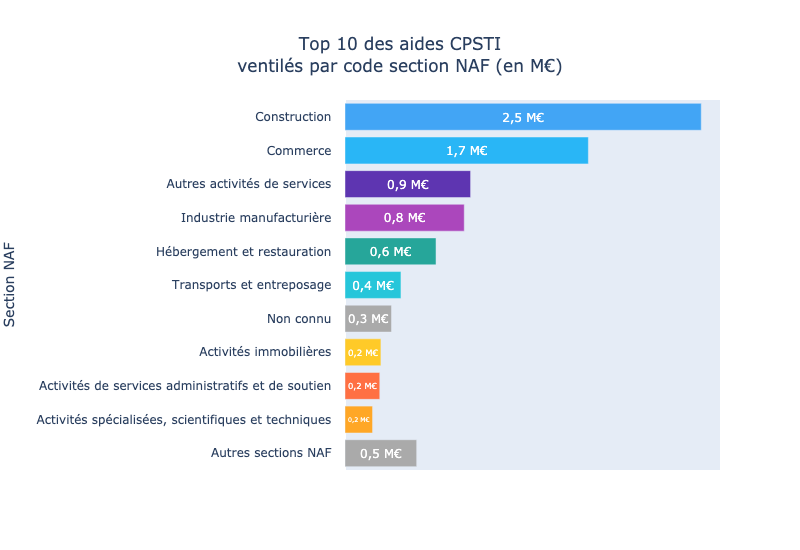 Top 10 des aides CPSTI
ventilés par code section NAF (en M€)
Section NAF
Construction 2,5 M€
Commerce 1,7 M€
Autres activités de services 0,9 M€
Industrie manufacturière 0,8 M€
Hébergement et restauration 0,6 M€
Transports et entreposage 0,4 M€
Non connu 0,3 M€
Activités immobilières 0,2 M€
Activités de services administratifs et de soutien 0,2 M€
Activités spécialisées, scientifiques et techniques 0,2 M€
Autres sections NAF 0,5 M€